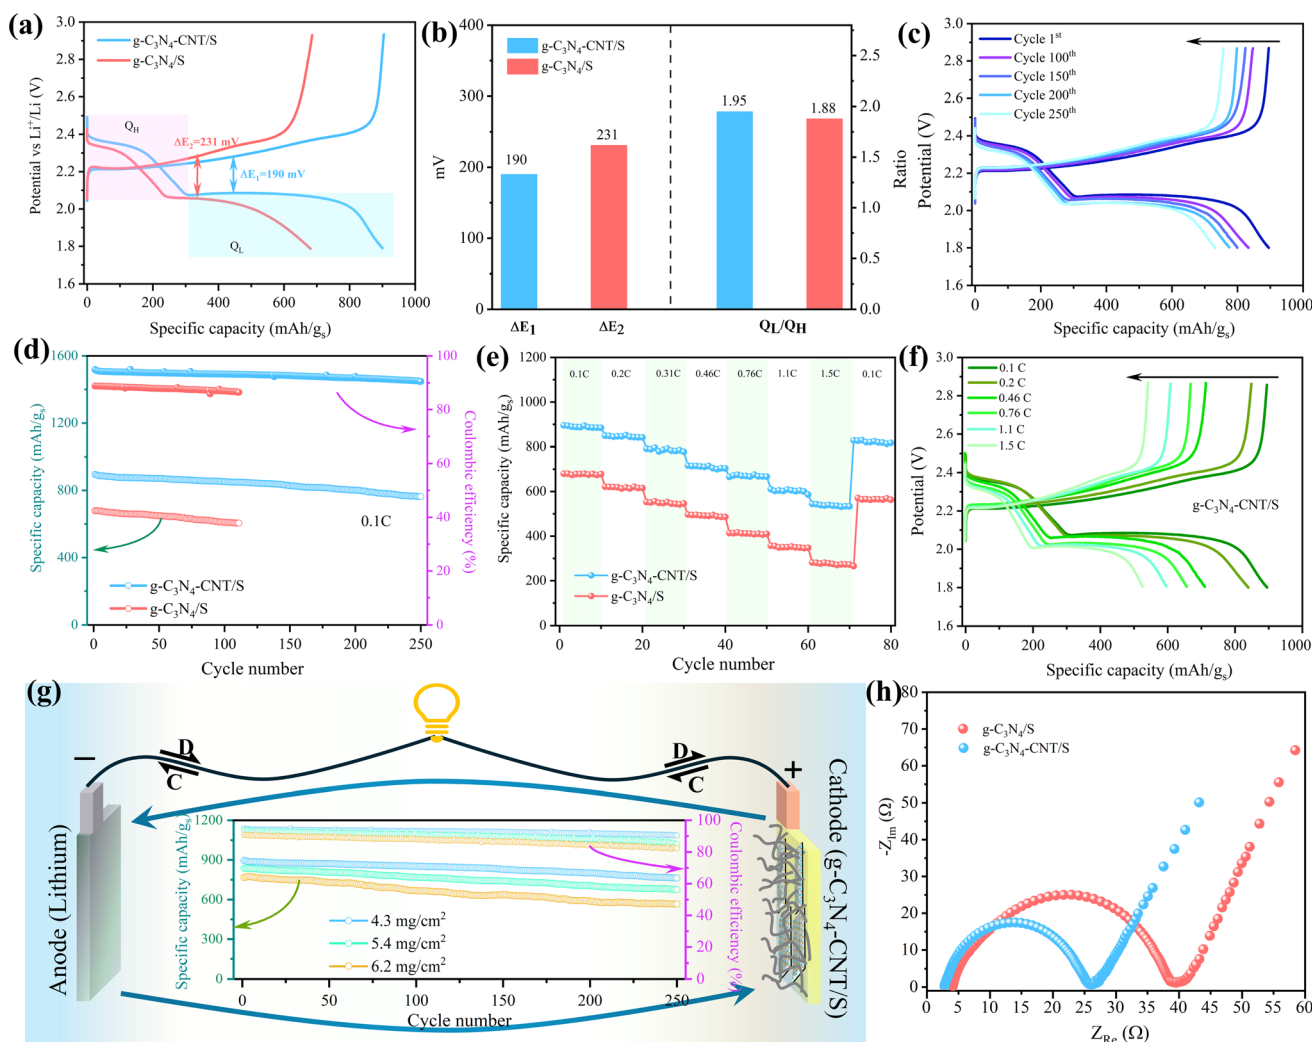 (a)
3.0
2.8
2.6
2.4
2.2
2.0
1.8
1.6
Potential vs Li⁺/Li (V)
g-C₃N₄-CNT/S
g-C₃N₄/S
Q_H
ΔE₂=231 mV
ΔE₁=190 mV
Q_L
0 200 400 600 800 1000
Specific capacity (mAh/gₛ)
(b)
400
300
200
100
0
mV
g-C₃N₄-CNT/S
g-C₃N₄/S
190
231
1.95
1.88
2.5
2.0
1.5
1.0
0.5
0.0
Ratio
ΔE₁ ΔE₂ Q_L/Q_H
(c)
3.0
2.8
2.6
2.4
2.2
2.0
1.8
1.6
Potential (V)
Cycle 1ˢᵗ
Cycle 100ᵗʰ
Cycle 150ᵗʰ
Cycle 200ᵗʰ
Cycle 250ᵗʰ
0 200 400 600 800 1000
Specific capacity (mAh/gₛ)
(d)
1600
1400
1200
800
400
0
Specific capacity (mAh/gₛ)
100
80
60
40
20
0
Coulombic efficiency (%)
0.1C
g-C₃N₄-CNT/S
g-C₃N₄/S
0 50 100 150 200 250
Cycle number
(e)
1200
1000
800
600
400
200
0
Specific capacity (mAh/gₛ)
0.1C 0.2C 0.31C 0.46C 0.76C 1.1C 1.5C 0.1C
g-C₃N₄-CNT/S
g-C₃N₄/S
0 20 40 60 80
Cycle number
(f)
3.0
2.8
2.4
2.0
1.8
1.6
Potential (V)
0.1 C
0.2 C
0.46 C
0.76 C
1.1 C
1.5 C
g-C₃N₄-CNT/S
0 200 400 600 800 1000
Specific capacity (mAh/gₛ)
(g)
−
D
C
D
C
+
Anode (Lithium)
Cathode (g-C₃N₄-CNT/S)
1200
900
600
300
0
Specific capacity (mAh/gₛ)
100
80
60
40
20
0
Coulombic efficiency (%)
4.3 mg/cm²
5.4 mg/cm²
6.2 mg/cm²
0 50 100 150 200 250
Cycle number
(h)
80
70
60
50
40
30
20
10
0
-Z_Im (Ω)
g-C₃N₄/S
g-C₃N₄-CNT/S
0 5 10 15 20 25 30 35 40 45 50 55 60
Z_Re (Ω)